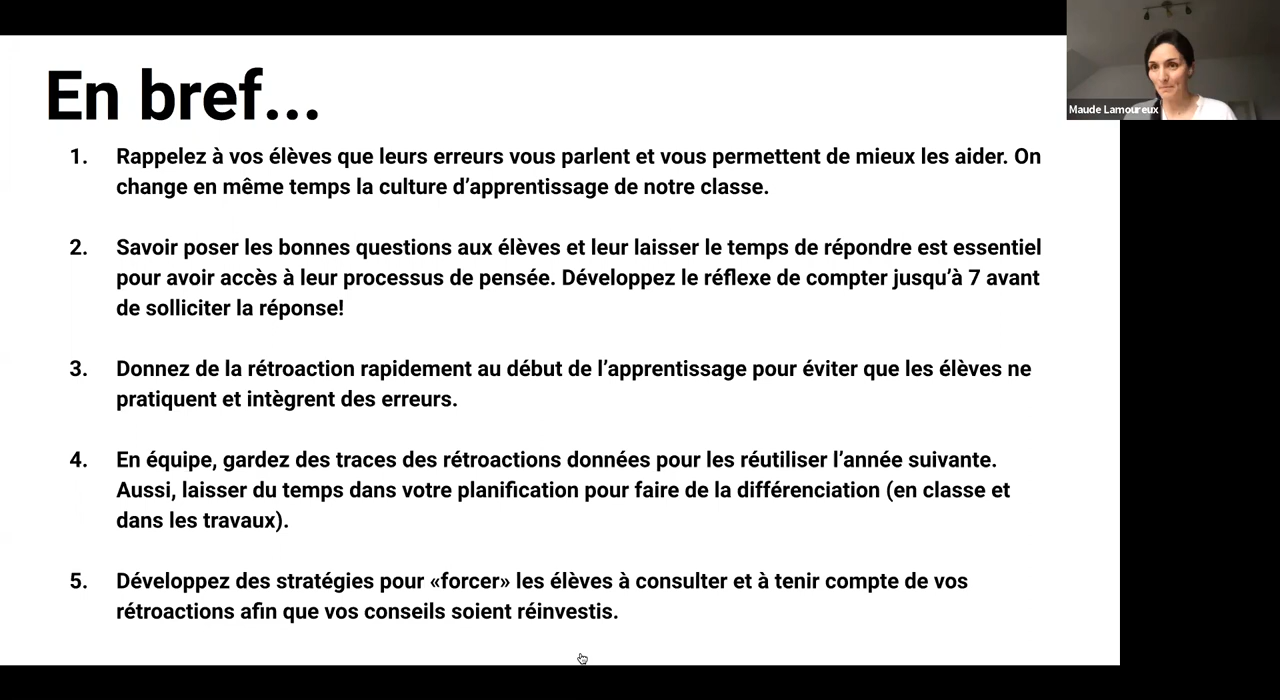 En bref...
Maude Lamoureux
1. Rappelez à vos élèves que leurs erreurs vous parlent et vous permettent de mieux les aider. On
change en même temps la culture d’apprentissage de notre classe.
2. Savoir poser les bonnes questions aux élèves et leur laisser le temps de répondre est essentiel
pour avoir accès à leur processus de pensée. Développez le réflexe de compter jusqu’à 7 avant
de solliciter la réponse!
3. Donnez de la rétroaction rapidement au début de l’apprentissage pour éviter que les élèves ne
pratiquent et intègrent des erreurs.
4. En équipe, gardez des traces des rétroactions données pour les réutiliser l’année suivante.
Aussi, laisser du temps dans votre planification pour faire de la différenciation (en classe et
dans les travaux).
5. Développez des stratégies pour «forcer» les élèves à consulter et à tenir compte de vos
rétroactions afin que vos conseils soient réinvestis.